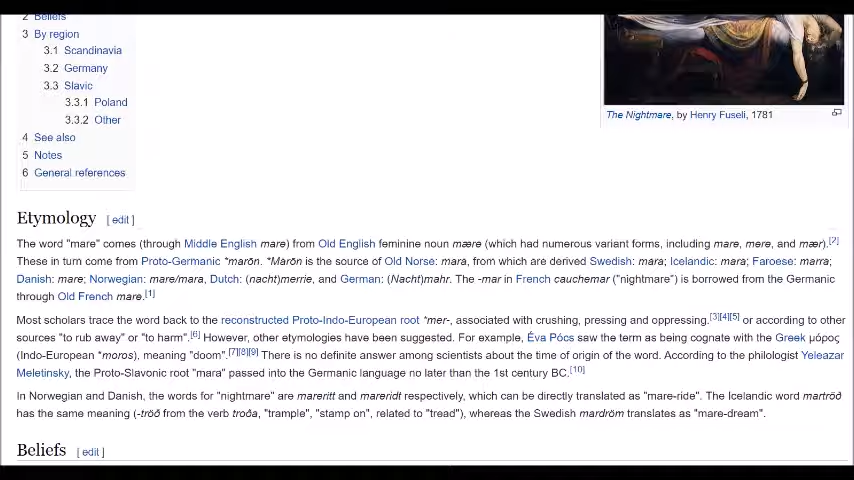 2 Beliefs
3 By region
3.1 Scandinavia
3.2 Germany
3.3 Slavic
3.3.1 Poland
3.3.2 Other
4 See also
5 Notes
6 General references
The Nightmare, by Henry Fuseli, 1781
Etymology [ edit ]
The word "mare" comes (through Middle English mare) from Old English feminine noun mære (which had numerous variant forms, including mare, mere, and mær).[2]
These in turn come from Proto-Germanic *marōn. *Marōn is the source of Old Norse: mara, from which are derived Swedish: mara; Icelandic: mara; Faroese: marra;
Danish: mare; Norwegian: mare/mara, Dutch: (nacht)merrie, and German: (Nacht)mahr. The -mar in French cauchemar ("nightmare") is borrowed from the Germanic
through Old French mare.[1]
Most scholars trace the word back to the reconstructed Proto-Indo-European root *mer-, associated with crushing, pressing and oppressing.[3][4][5] or according to other
sources "to rub away" or "to harm".[6] However, other etymologies have been suggested. For example, Éva Pócs saw the term as being cognate with the Greek μόρος
(Indo-European *moros), meaning "doom".[7][8][9] There is no definite answer among scientists about the time of origin of the word. According to the philologist Yeleazar
Meletinsky, the Proto-Slavonic root "mara" passed into the Germanic language no later than the 1st century BC.[10]
In Norwegian and Danish, the words for "nightmare" are mareritt and mareridt respectively, which can be directly translated as "mare-ride". The Icelandic word martröð
has the same meaning (-tröð from the verb troða, "trample", "stamp on", related to "tread"), whereas the Swedish mardröm translates as "mare-dream".
Beliefs [ edit ]